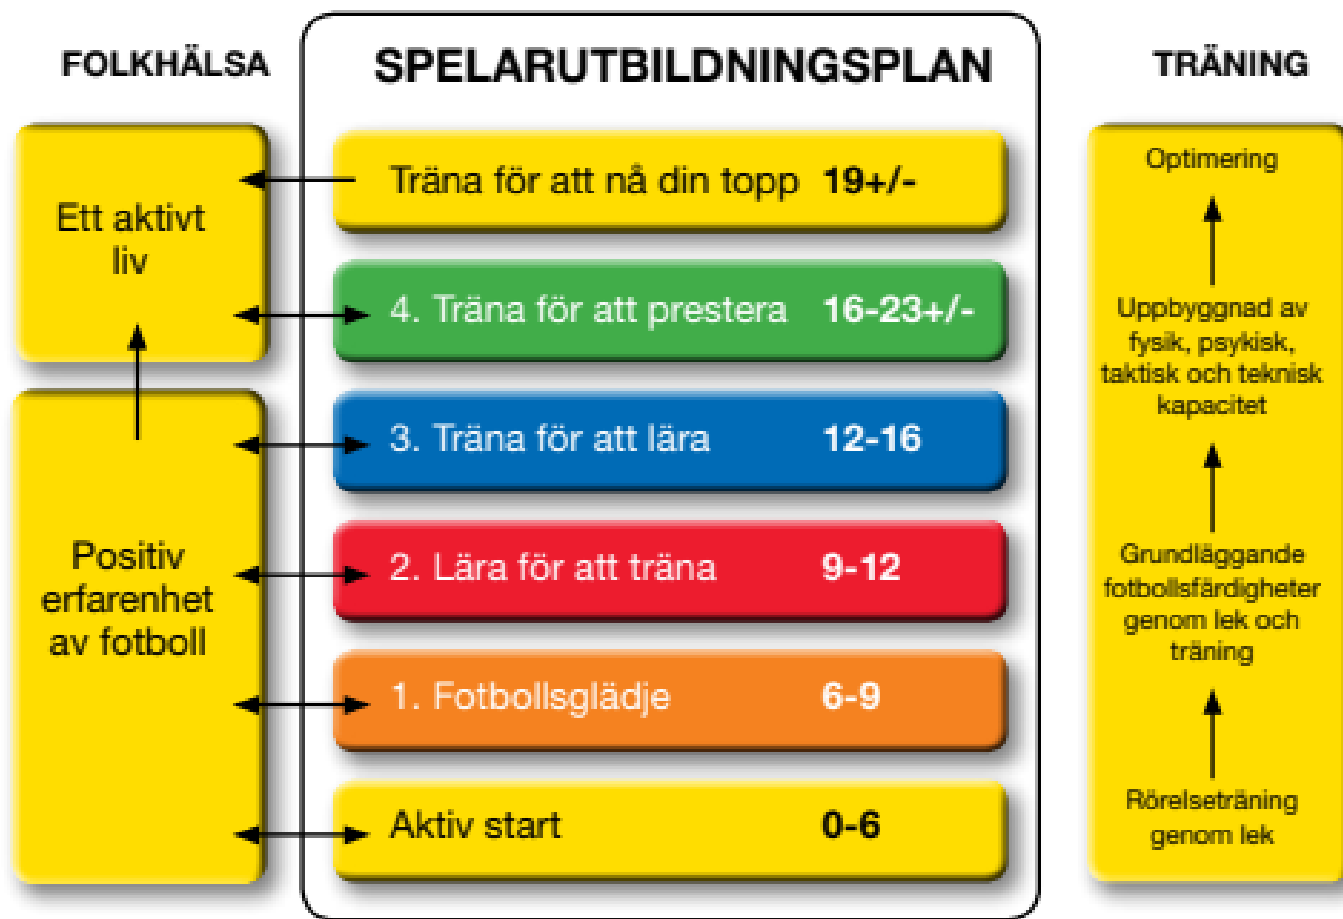 FOLKHÄLSA
Ett aktivt
liv
Positiv
erfarenhet
av fotboll
SPELARUTBILDNINGSPLAN
Träna för att nå din topp 19+/-
4. Träna för att prestera 16-23+/-
3. Träna för att lära 12-16
2. Lära för att träna 9-12
1. Fotbollsglädje 6-9
Aktiv start 0-6
TRÄNING
Optimering
Uppbyggnad av
fysik, psykisk,
taktisk och teknisk
kapacitet
Grundläggande
fotbollsfärdigheter
genom lek och
träning
Rörelseträning
genom lek